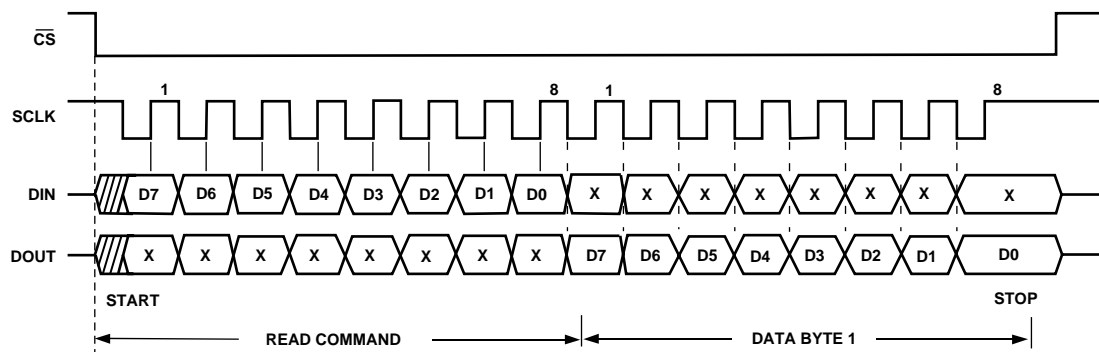 CS
1 8 1 8
SCLK
DIN D7 D6 D5 D4 D3 D2 D1 D0 X X X X X X X X
DOUT X X X X X X X X D7 D6 D5 D4 D3 D2 D1 D0
START STOP
READ COMMAND DATA BYTE 1